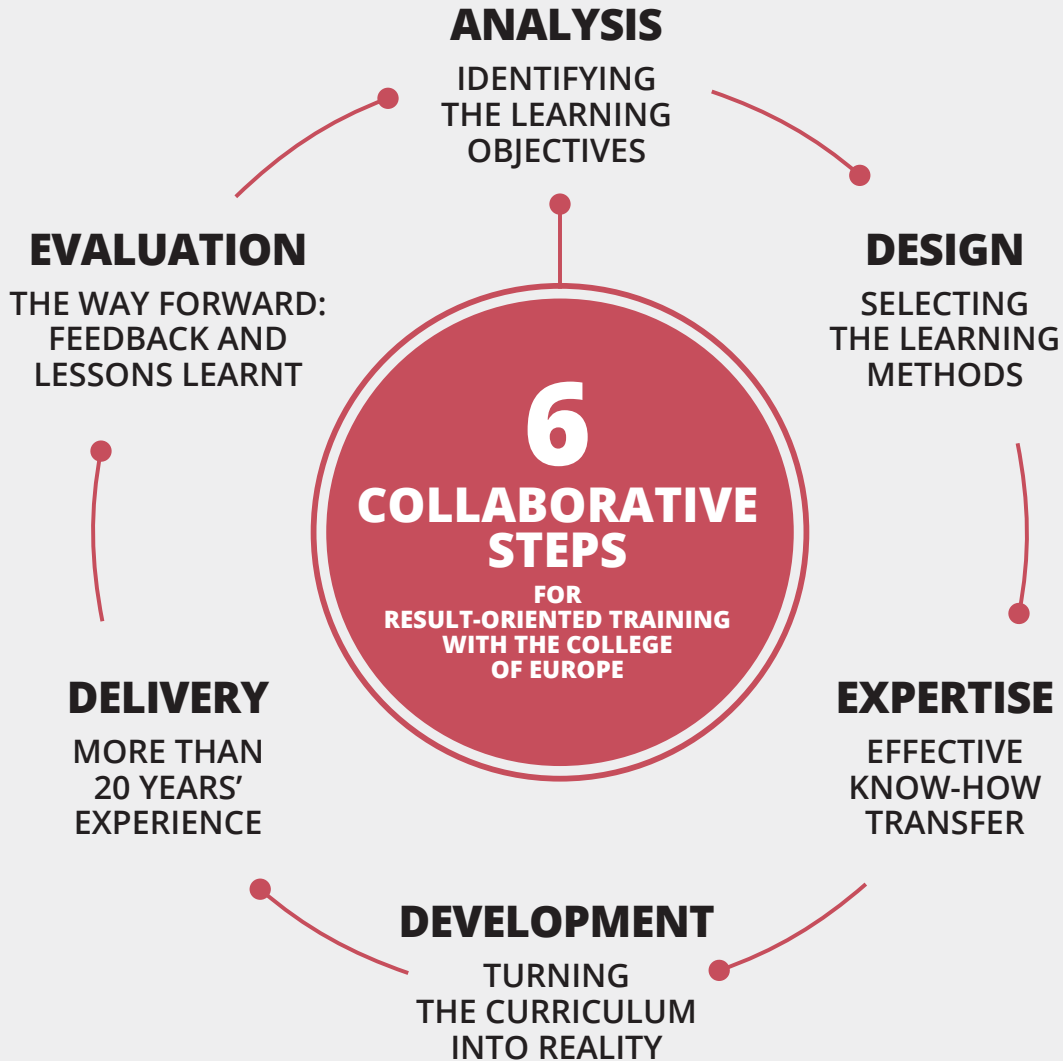 ANALYSIS
IDENTIFYING
THE LEARNING
OBJECTIVES
DESIGN
SELECTING
THE LEARNING
METHODS
EXPERTISE
EFFECTIVE
KNOW-HOW
TRANSFER
DEVELOPMENT
TURNING
THE CURRICULUM
INTO REALITY
DELIVERY
MORE THAN
20 YEARS’
EXPERIENCE
EVALUATION
THE WAY FORWARD:
FEEDBACK AND
LESSONS LEARNT
6
COLLABORATIVE
STEPS
FOR
RESULT-ORIENTED TRAINING
WITH THE COLLEGE
OF EUROPE